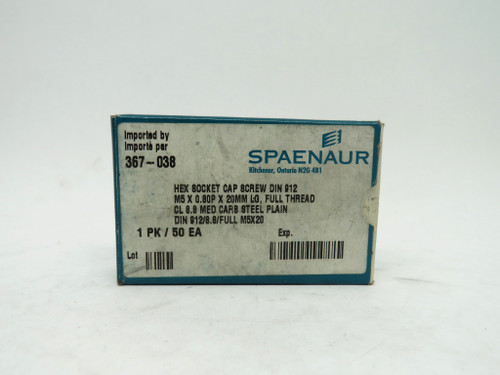 Imported by
Importé par
367-038
SPAENAUR
Kitchener, Ontario N2G 4B1
HEX SOCKET CAP SCREW DIN 912
M5 X 0.80P X 20MM LG, FULL THREAD
CL 8.8 MED CARB STEEL PLAIN
DIN 912/8.8/FULL M5X20
1 PK / 50 EA
Exp.
Lot